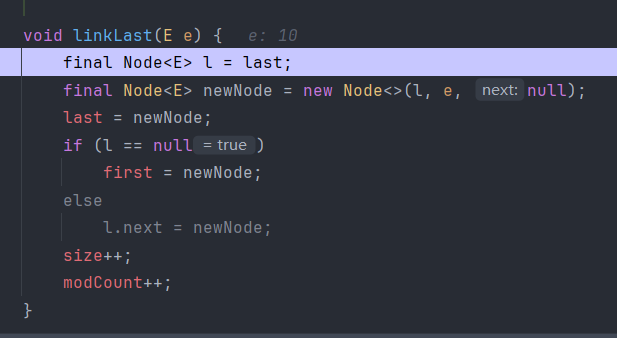 void linkLast(E e) {   e: 10
    final Node<E> l = last;
    final Node<E> newNode = new Node<>(l, e,  next: null);
    last = newNode;
    if (l == null = true )
        first = newNode;
    else
        l.next = newNode;
    size++;
    modCount++;
}